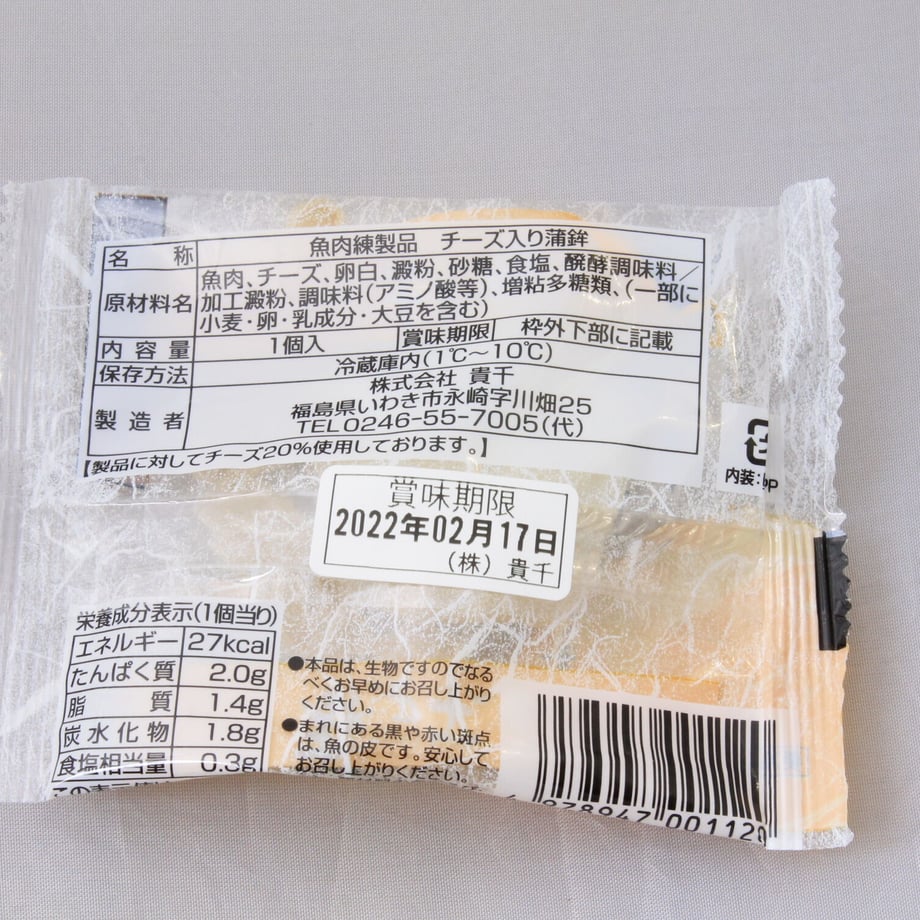 名称 魚肉練製品 チーズ入り蒲鉾
原材料名 魚肉、チーズ、卵白、澱粉、砂糖、食塩、醗酵調味料／
加工澱粉、調味料(アミノ酸等)、増粘多糖類、(一部に
小麦・卵・乳成分・大豆を含む)
内容量 1個入 賞味期限 枠外下部に記載
保存方法 冷蔵庫内(1℃～10℃)
製造者 株式会社 貴千
福島県いわき市永崎字川畑25
TEL0246-55-7005(代)
【製品に対してチーズ20%使用しております。】
内装:
賞味期限
2022年02月17日
(株) 貴千
栄養成分表示(1個当り)
エネルギー 27kcal
たんぱく質 2.0g
脂質 1.4g
炭水化物 1.8g
食塩相当量 0.3g
●本品は、生物ですのでなる
べくお早めにお召し上がり
ください。
●まれにある黒や赤い斑点
は、魚の皮です。安心して
お召し上がりください。
001120